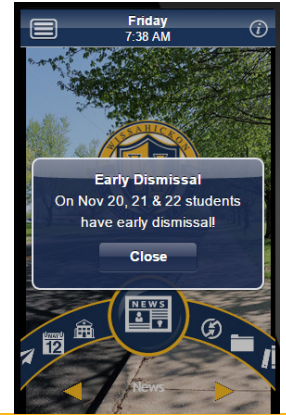 Friday
7:38 AM
i
WISSAHICKON
Early Dismissal
On Nov 20, 21 & 22 students
have early dismissal!
Close
NEWS
12
News